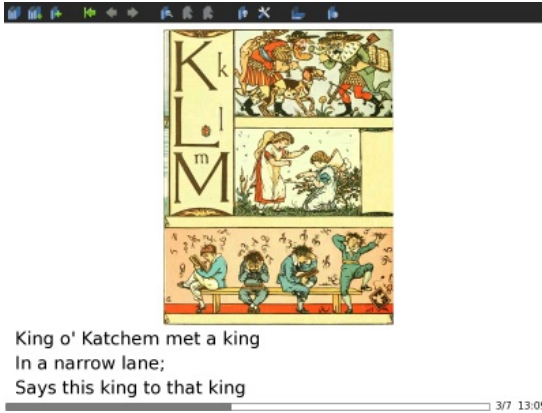 K k
L l
m
M
King o' Katchem met a king
In a narrow lane;
Says this king to that king
3/7 13:09